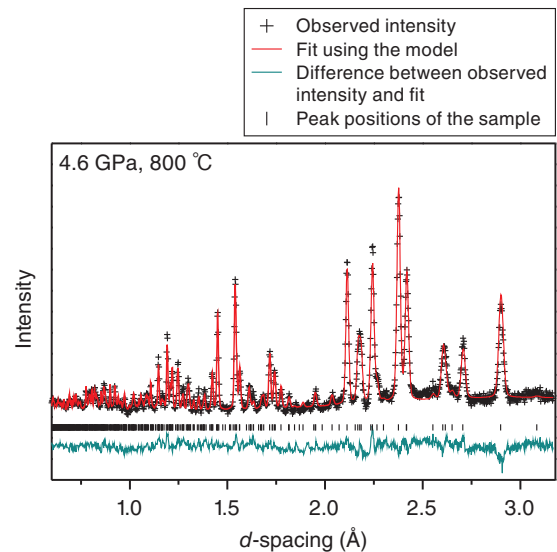 Observed intensity
Fit using the model
Difference between observed
intensity and fit
Peak positions of the sample
4.6 GPa, 800 ℃
Intensity
1.0 1.5 2.0 2.5 3.0
d-spacing (Å)